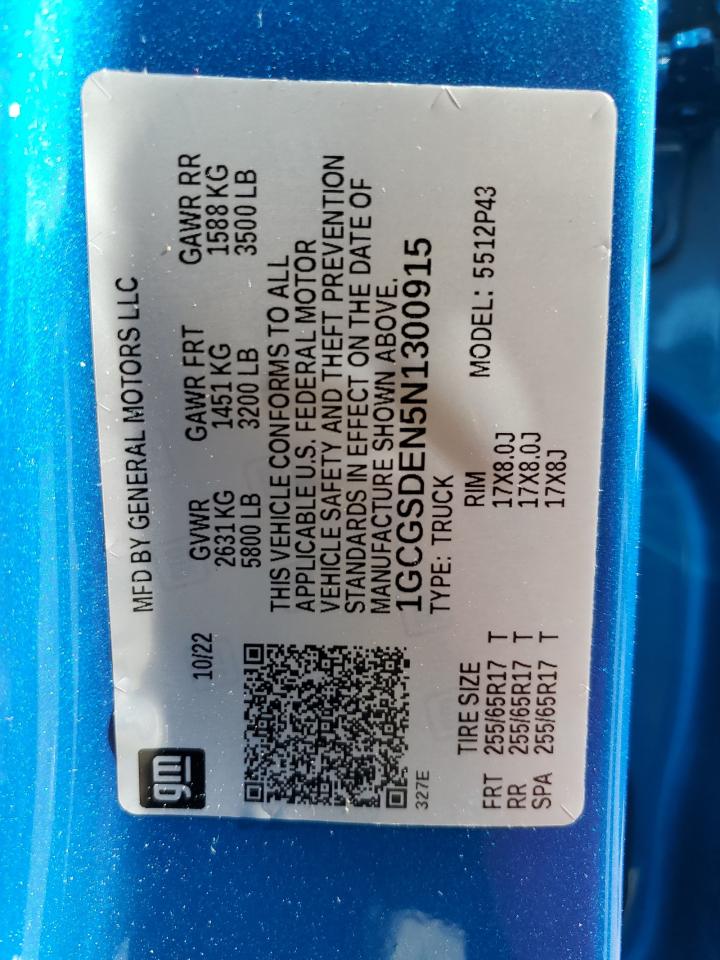 gm
MFD BY GENERAL MOTORS LLC
10/22 GVWR GAWR FRT GAWR RR
2631 KG 1451 KG 1588 KG
5800 LB 3200 LB 3500 LB
THIS VEHICLE CONFORMS TO ALL
APPLICABLE U.S. FEDERAL MOTOR
VEHICLE SAFETY AND THEFT PREVENTION
STANDARDS IN EFFECT ON THE DATE OF
MANUFACTURE SHOWN ABOVE.
1GCGSDEN5N1300915
327E TYPE: TRUCK
TIRE SIZE RIM MODEL: 5512P43
FRT 255/65R17 T 17X8.0J
RR 255/65R17 T 17X8.0J
SPA 255/65R17 T 17X8J